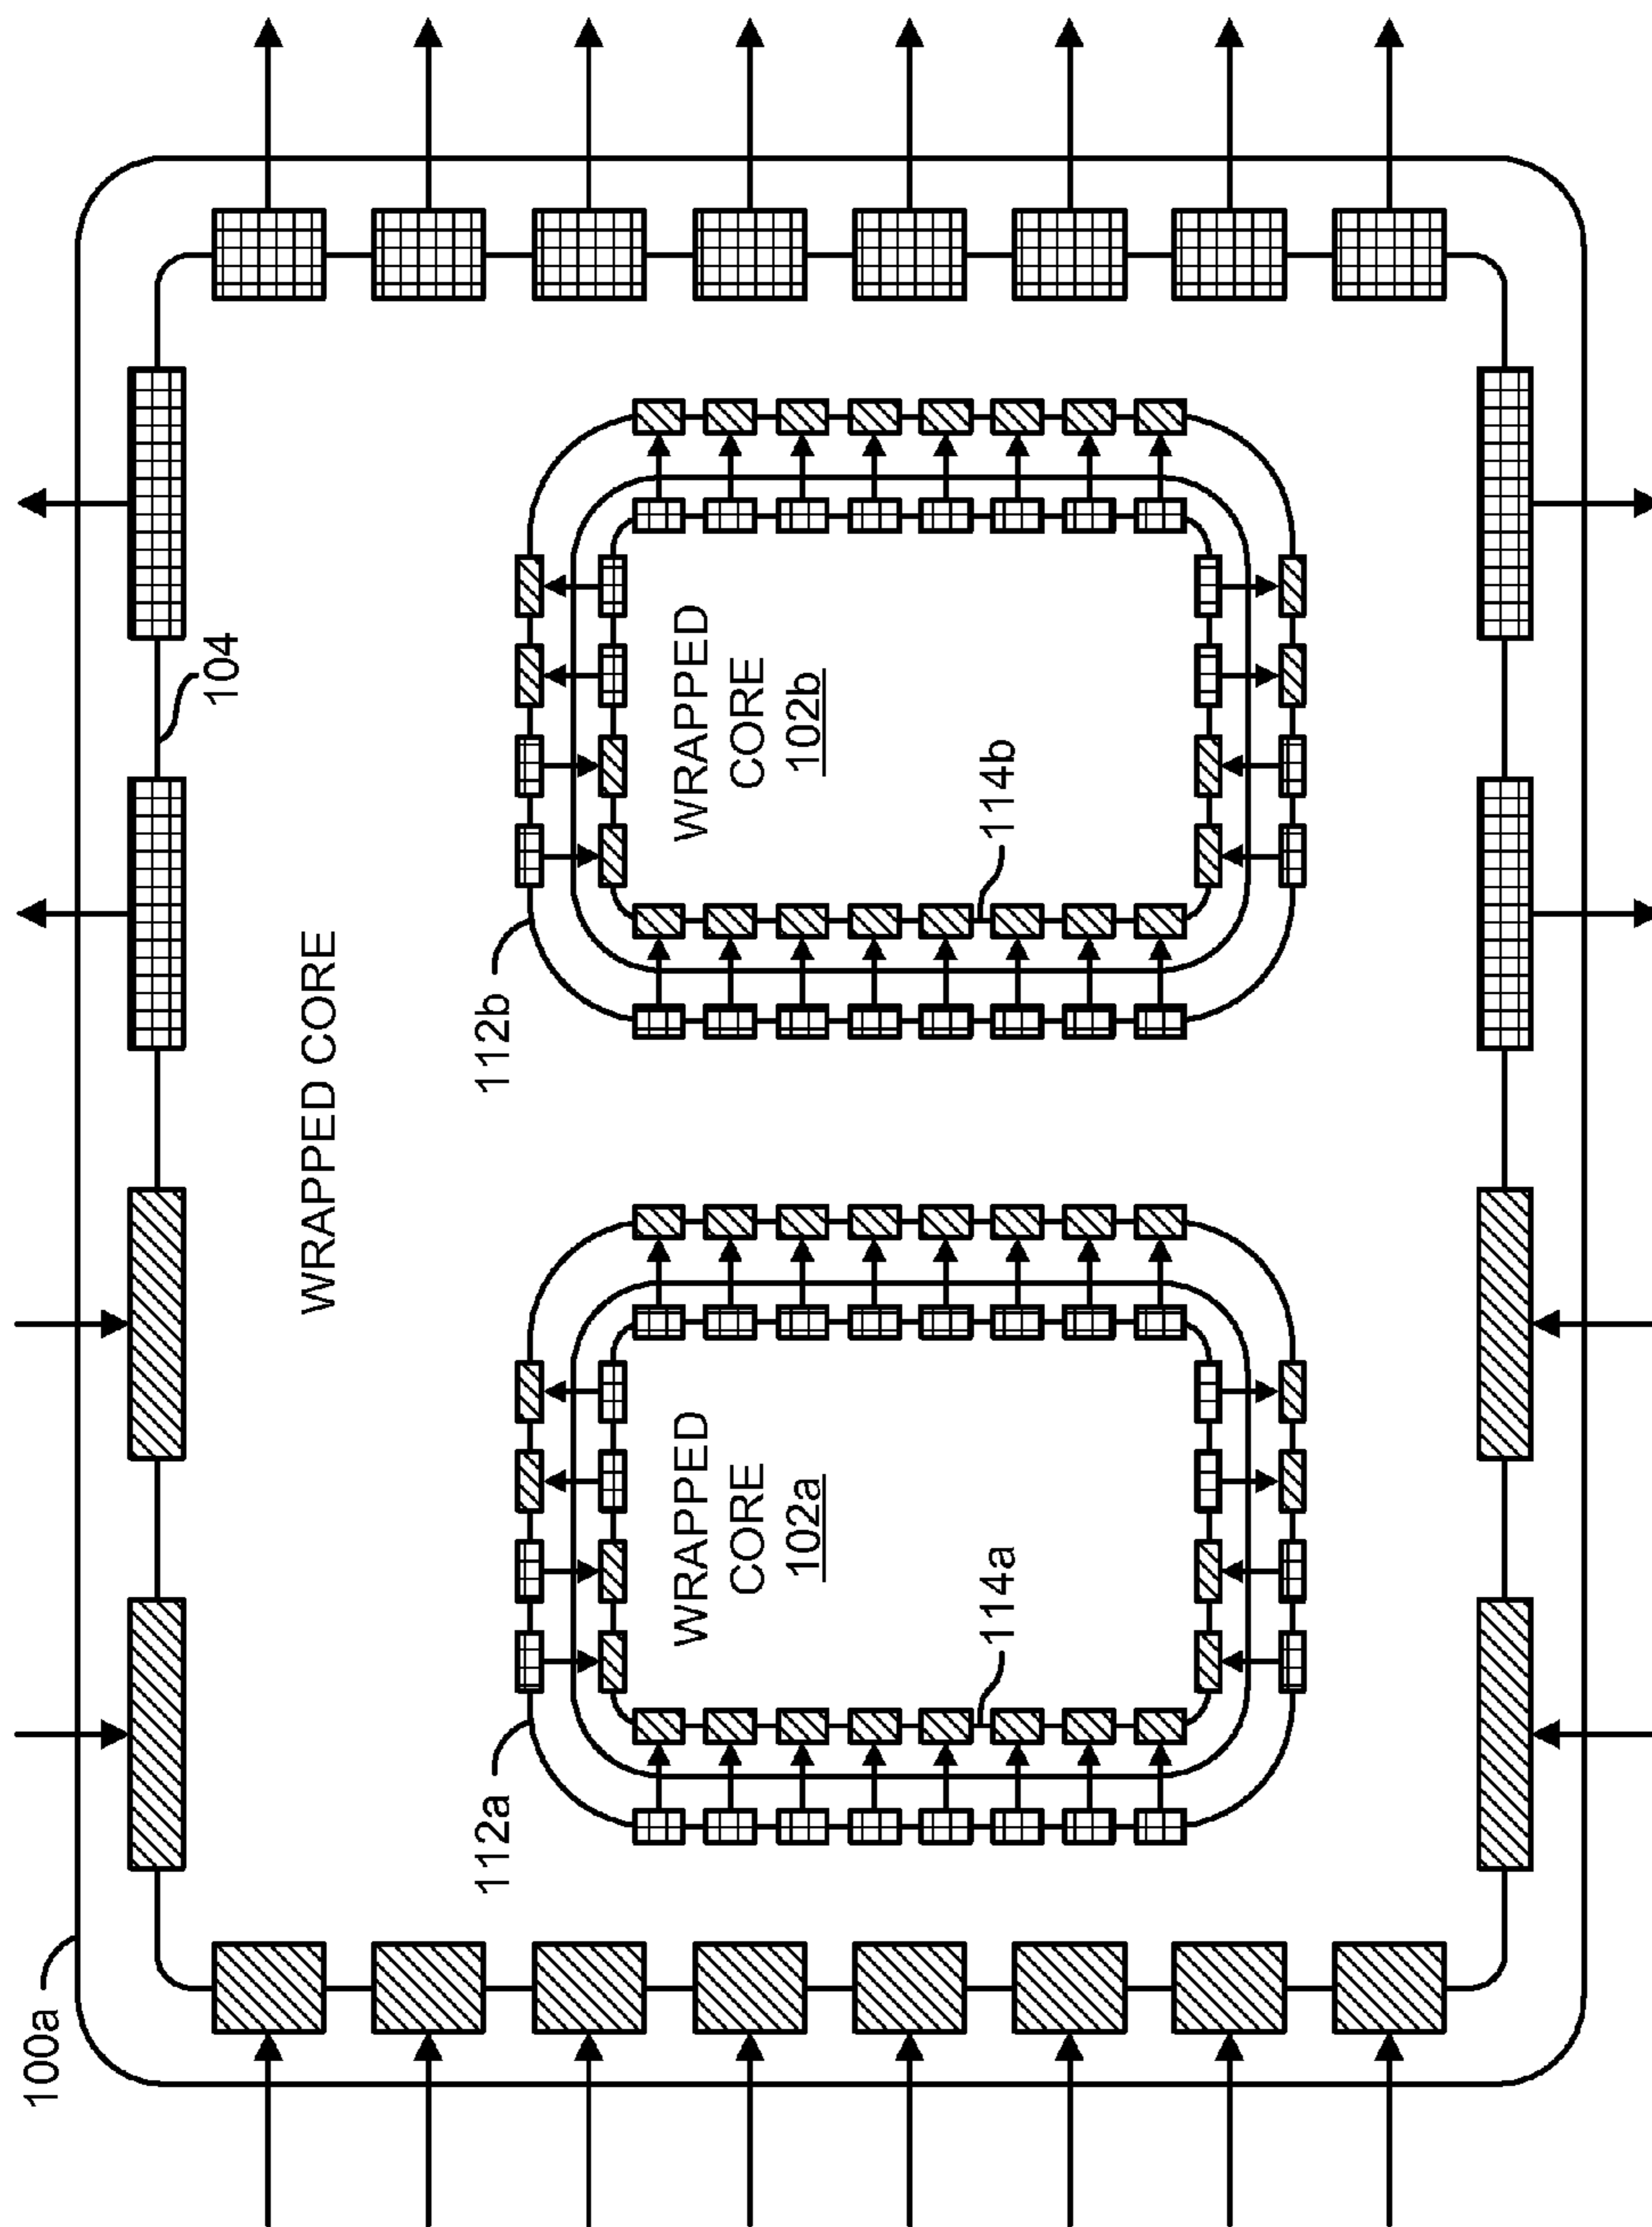 100a
104
WRAPPED CORE
112a
WRAPPED
CORE
102a
114a
112b
WRAPPED
CORE
102b
114b